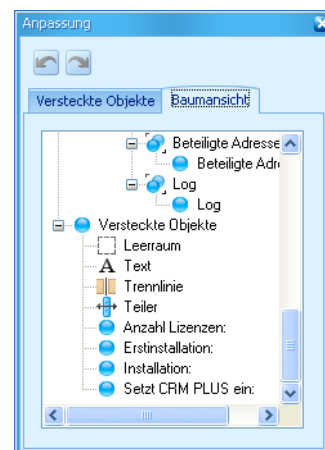 Anpassung
Versteckte Objekte Baumansicht
Beteiligte Adresse
Beteiligte Adr
Log
Log
Versteckte Objekte
Leerraum
A Text
Trennlinie
Teiler
Anzahl Lizenzen:
Erstinstallation:
Installation:
Setzt CRM PLUS ein: